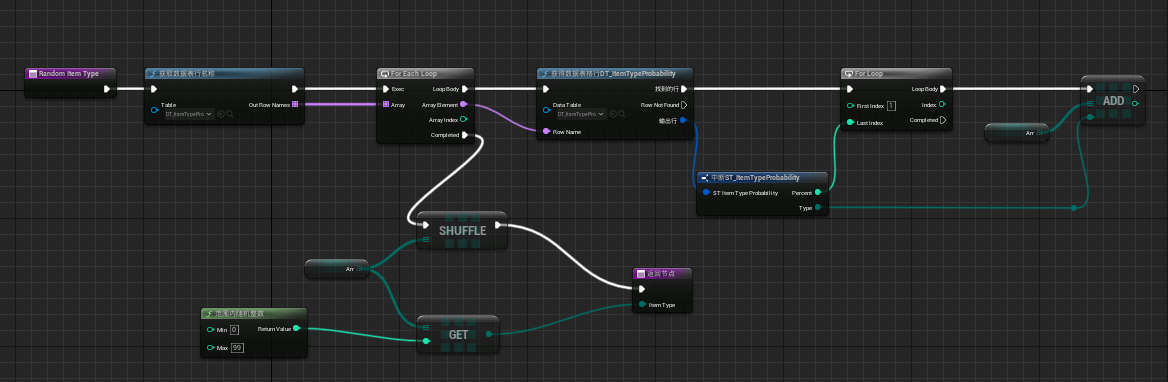 Random Item Type
获取数据表行名称
Table
DT_ItemTypePro
Out Row Names
For Each Loop
Exec
Array
Loop Body
Array Element
Array Index
Completed
获得数据表格行DT_ItemTypeProbability
Data Table
DT_ItemTypePro
Row Name
找到的行
Row Not Found
输出行
中断ST_ItemTypeProbability
ST Item Type Probability
Percent
Type
For Loop
First Index 1
Last Index
Loop Body
Index
Completed
Arr
ADD
SHUFFLE
Arr
范围内随机整数
Min 0
Max 99
Return Value
GET
返回节点
Item Type